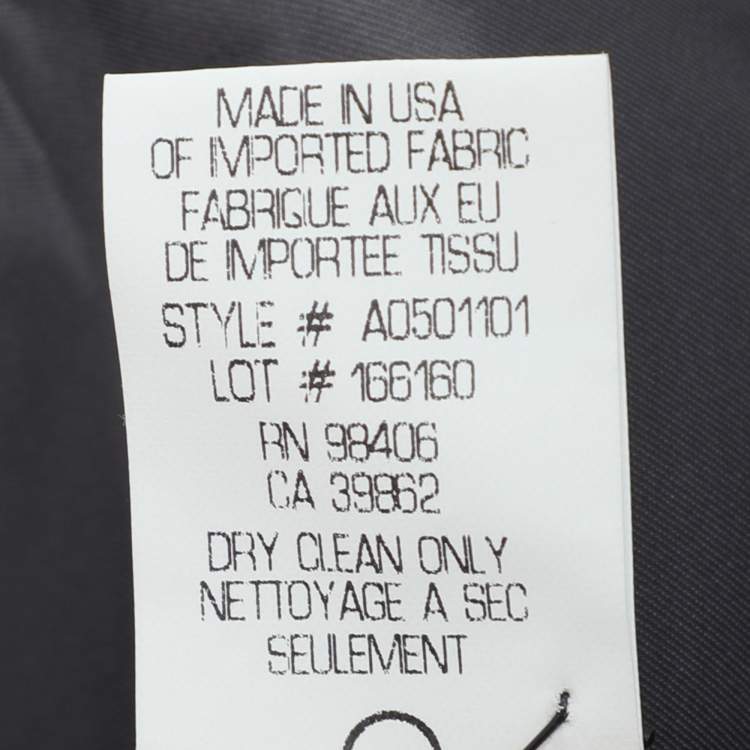 MADE IN USA
OF IMPORTED FABRIC
FABRIQUE AUX EU
DE IMPORTEE TISSU
STYLE # A0501101
LOT # 166160
RN 98406
CA 39862
DRY CLEAN ONLY
NETTOYAGE A SEC
SEULEMENT